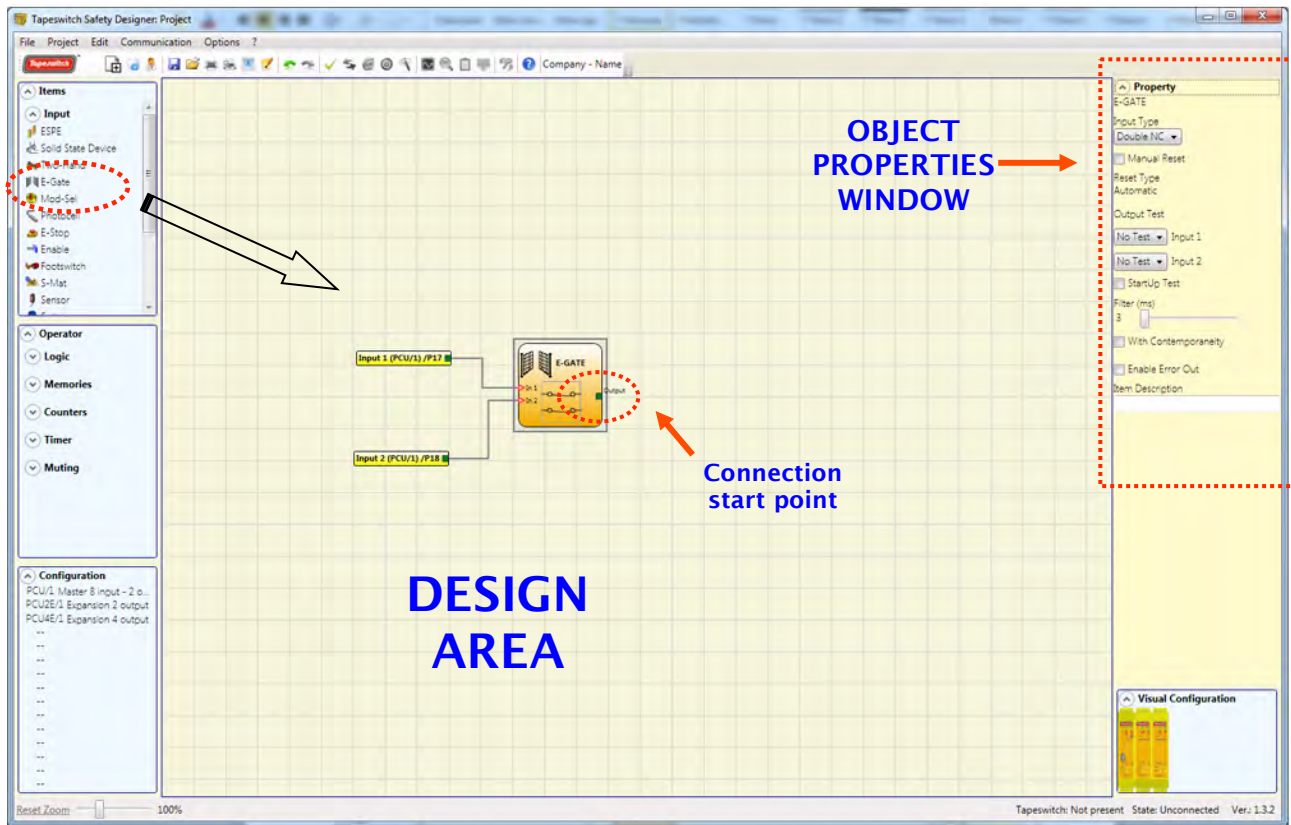 Tapeswitch Safety Designer: Project
File Project Edit Communication Options ?
Tapeswitch
Company - Name
Items
Input
ESPE
Solid State Device
Two-Hand
E-Gate
Mod-Sel
Photocell
E-Stop
Enable
Footswitch
S-Mat
Sensor
Operator
Logic
Memories
Counters
Timer
Muting
Configuration
PCU/1 Master 8 input - 2 o...
PCU2E/1 Expansion 2 output
PCU4E/1 Expansion 4 output
--
--
--
--
--
--
--
--
--
--
--
--
Input 1 (PCU/1) /P17
Input 2 (PCU/1) /P18
E-GATE
In 1
In 2
Output
Connection
start point
DESIGN
AREA
OBJECT
PROPERTIES
WINDOW
Property
E-GATE
Input Type
Double NC
Manual Reset
Reset Type
Automatic
Output Test
No Test Input 1
No Test Input 2
StartUp Test
Filter (ms)
3
With Contemporaneity
Enable Error Out
Item Description
Visual Configuration
Reset Zoom 100%
Tapeswitch: Not present State: Unconnected Ver.: 1.3.2